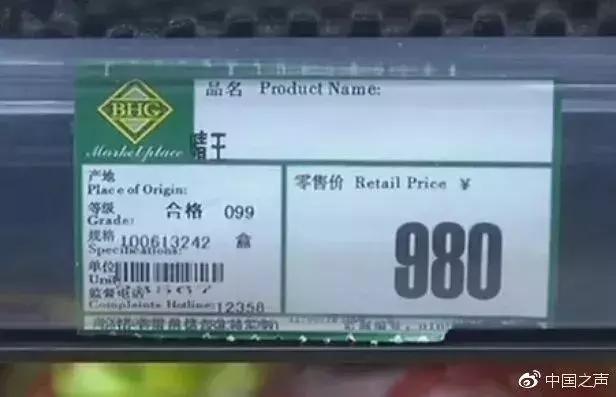 BHG
Marketplace
品名 Product Name:
晴王
产地
Place of Origin:
等级
Grade: 合格 099
规格
Specifications: 100613242 盒
单位
Unit
监督电话
Complaints Hotline: 12358
零售价 Retail Price ¥
980
中国之声